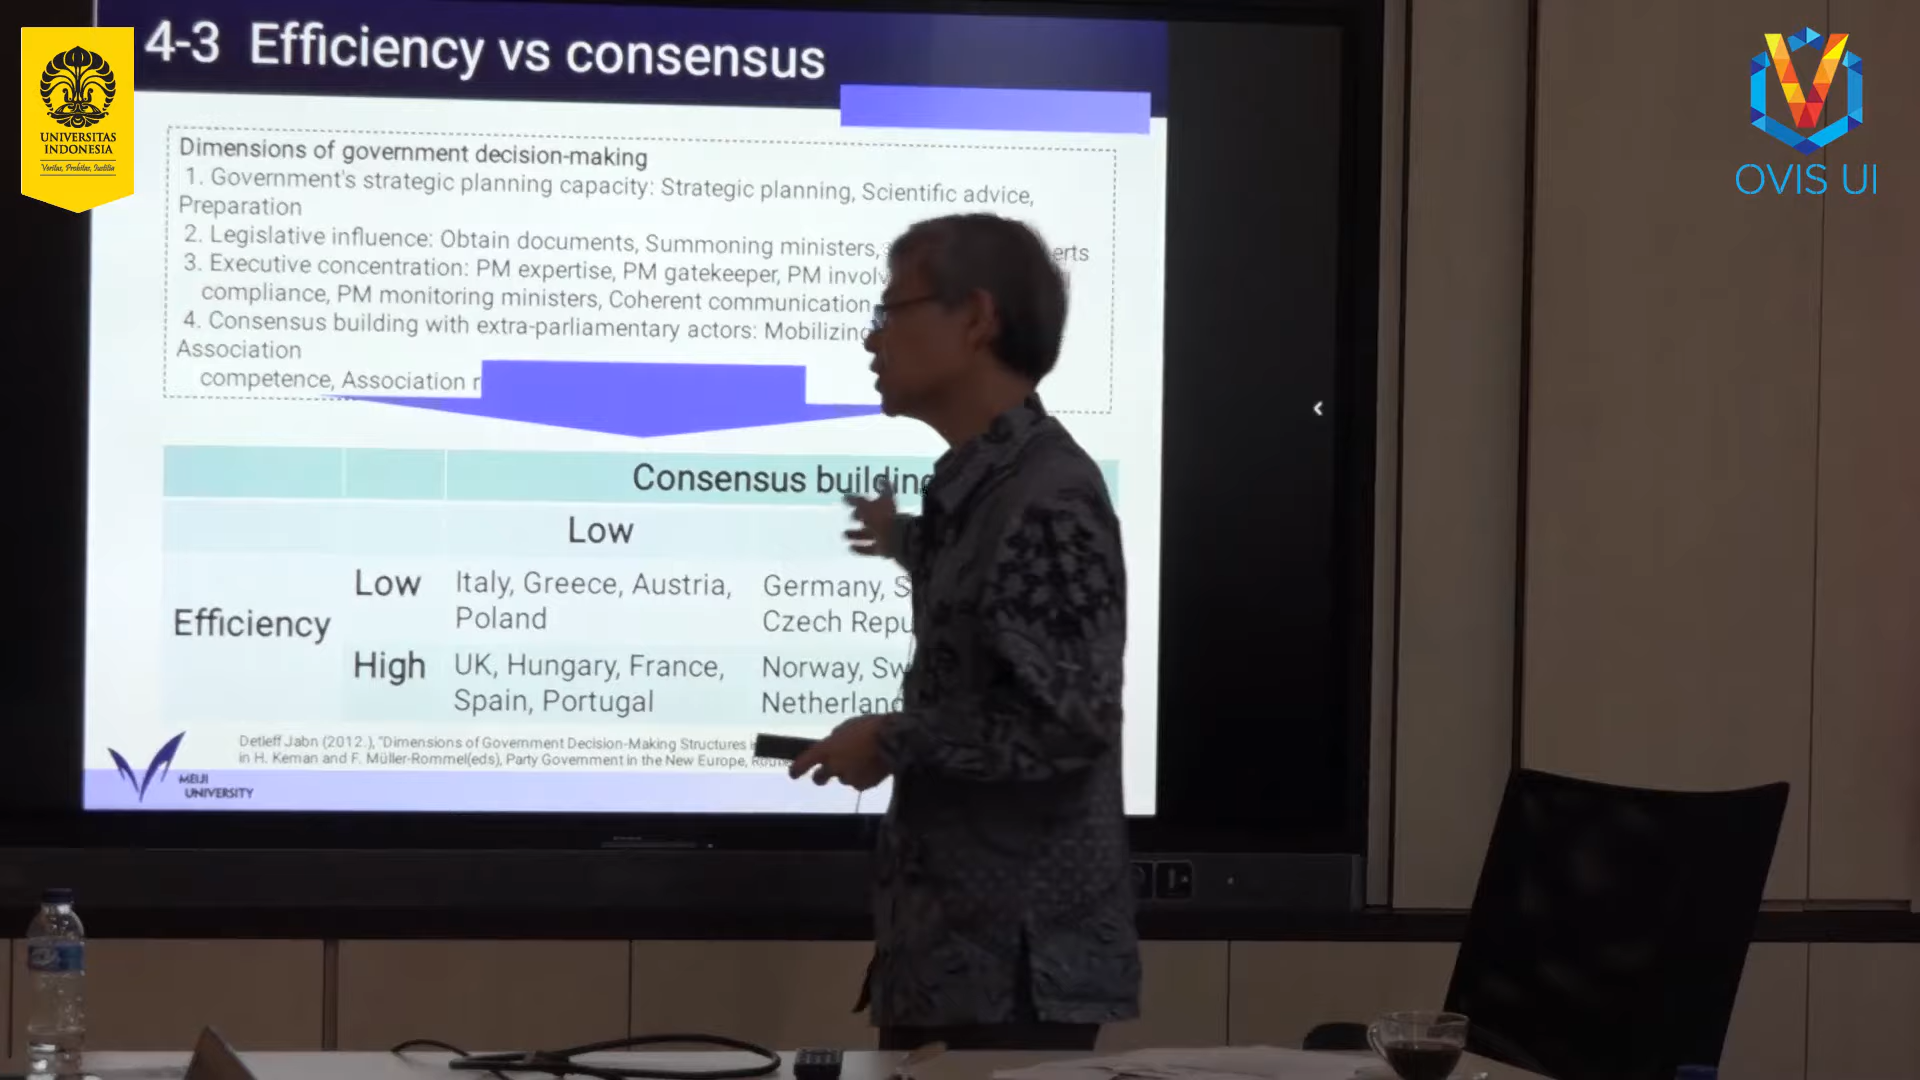 4-3 Efficiency vs consensus
UNIVERSITAS
INDONESIA
Veritas, Probitas, Iustitia
OVIS UI
Dimensions of government decision-making
1. Government's strategic planning capacity: Strategic planning, Scientific advice,
Preparation
2. Legislative influence: Obtain documents, Summoning ministers,
3. Executive concentration: PM expertise, PM gatekeeper, PM
compliance, PM monitoring ministers, Coherent communication
4. Consensus building with extra-parliamentary actors: Mobilizing
Association
competence, Association
Consensus building
Low
Low Italy, Greece, Austria, Germany,
Poland Czech
Efficiency
High UK, Hungary, France, Norway,
Spain, Portugal
Detleff Jabn (2012.), "Dimensions of Government Decision-Making Structures
in H. Keman and F. Müller-Rommel(eds), Party Government in the New Europe,
MEIJI
UNIVERSITY